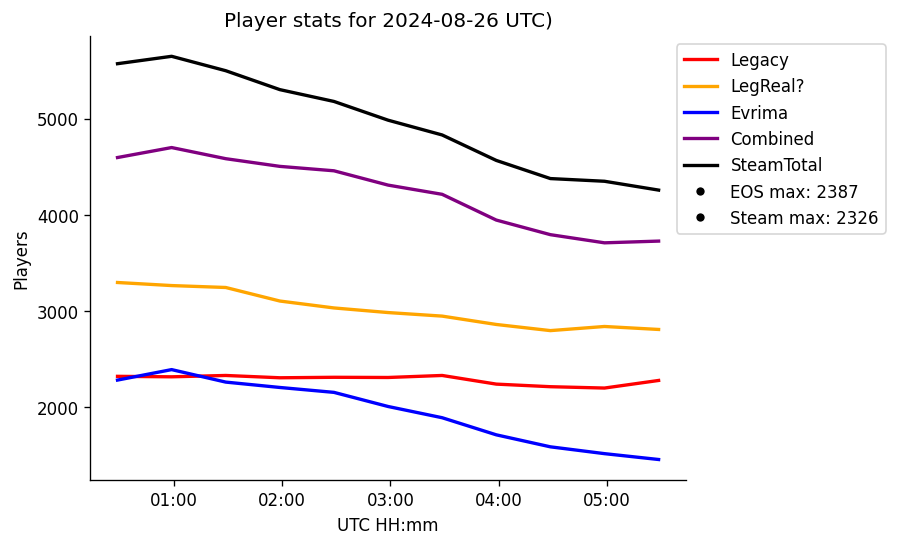 Player stats for 2024-08-26 UTC)
Legacy
LegReal?
Evrima
Combined
SteamTotal
EOS max: 2387
Steam max: 2326
Players
5000
4000
3000
2000
01:00
02:00
03:00
04:00
05:00
UTC HH:mm